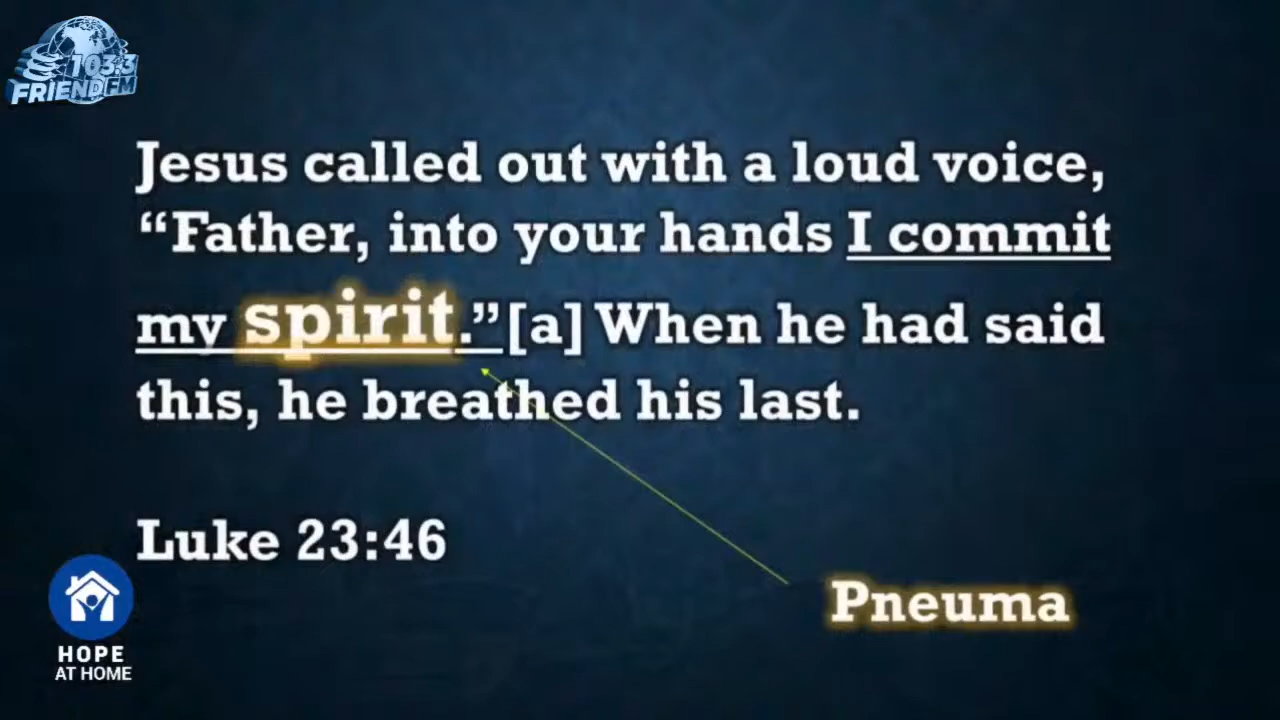 103.3
FRIEND FM
Jesus called out with a loud voice,
“Father, into your hands I commit
my spirit.”[a] When he had said
this, he breathed his last.
Luke 23:46
Pneuma
HOPE
AT HOME